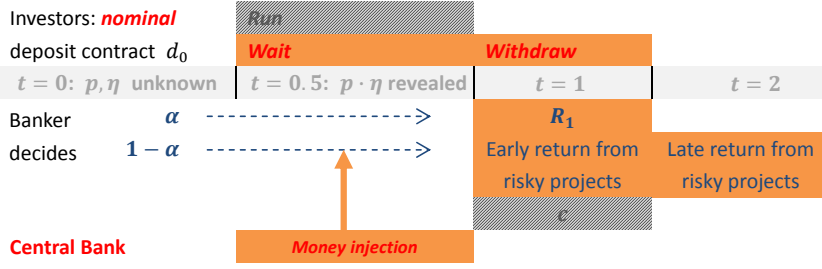 Investors: nominal
deposit contract d₀
Run
Wait
Withdraw
t = 0: p, η unknown
t = 0.5: p · η revealed
t = 1
t = 2
Banker
decides
α
1 − α
R₁
Early return from
risky projects
Late return from
risky projects
c
Central Bank
Money injection